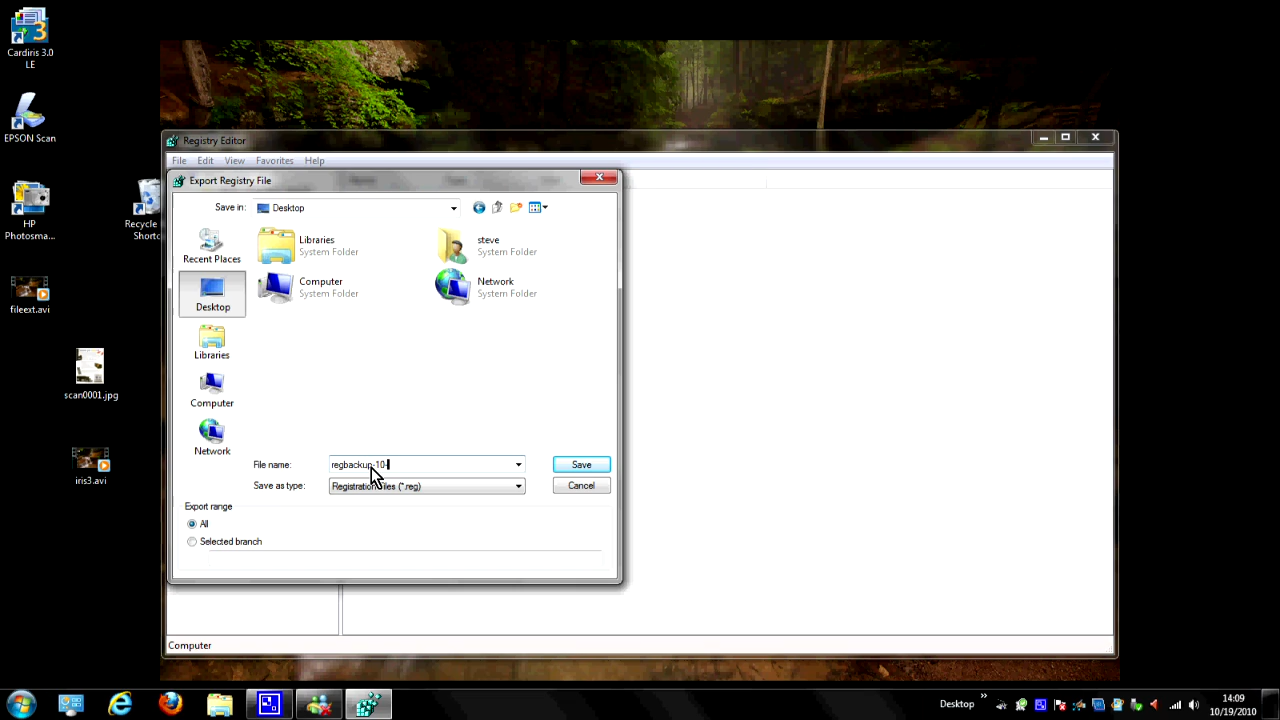 Cardiris 3.0
LE
EPSON Scan
HP
Photosma...
Recycle
Shortc
fileext.avi
scan0001.jpg
iris3.avi
Registry Editor
File Edit View Favorites Help
Export Registry File
Save in: Desktop
Recent Places
Desktop
Libraries
Computer
Network
Libraries
System Folder
steve
System Folder
Computer
System Folder
Network
System Folder
File name: regbackup-10- Save
Save as type: Registration Files (*.reg) Cancel
Export range
All
Selected branch
Computer
Desktop
14:09
10/19/2010